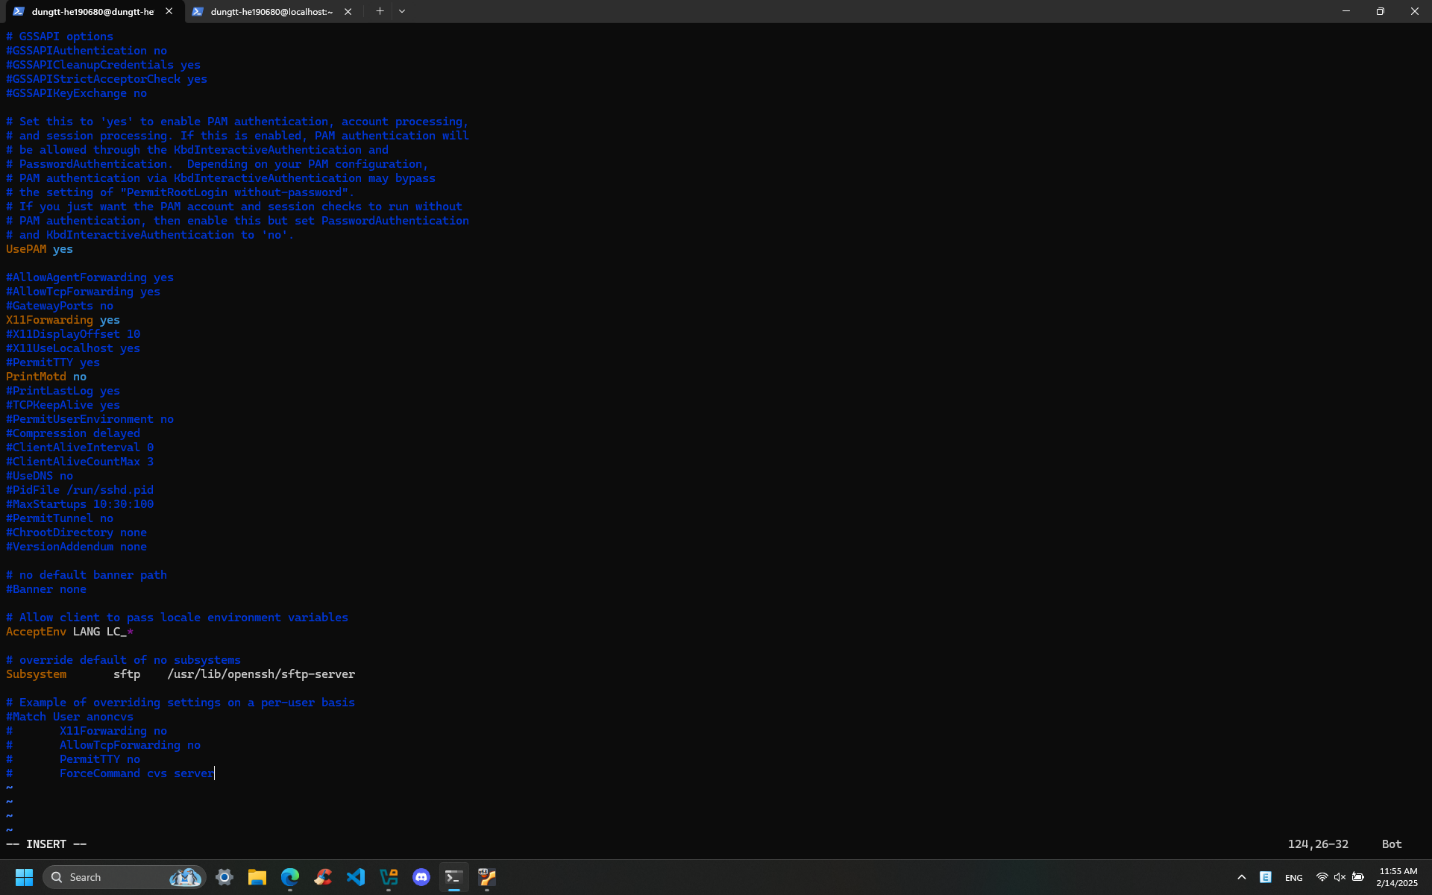 dungtt-he190680@dungtt-he
dungtt-he190680@localhost:~
# GSSAPI options
#GSSAPIAuthentication no
#GSSAPICleanupCredentials yes
#GSSAPIStrictAcceptorCheck yes
#GSSAPIKeyExchange no
# Set this to 'yes' to enable PAM authentication, account processing,
# and session processing. If this is enabled, PAM authentication will
# be allowed through the KbdInteractiveAuthentication and
# PasswordAuthentication.  Depending on your PAM configuration,
# PAM authentication via KbdInteractiveAuthentication may bypass
# the setting of "PermitRootLogin without-password".
# If you just want the PAM account and session checks to run without
# PAM authentication, then enable this but set PasswordAuthentication
# and KbdInteractiveAuthentication to 'no'.
UsePAM yes
#AllowAgentForwarding yes
#AllowTcpForwarding yes
#GatewayPorts no
X11Forwarding yes
#X11DisplayOffset 10
#X11UseLocalhost yes
#PermitTTY yes
PrintMotd no
#PrintLastLog yes
#TCPKeepAlive yes
#PermitUserEnvironment no
#Compression delayed
#ClientAliveInterval 0
#ClientAliveCountMax 3
#UseDNS no
#PidFile /run/sshd.pid
#MaxStartups 10:30:100
#PermitTunnel no
#ChrootDirectory none
#VersionAddendum none
# no default banner path
#Banner none
# Allow client to pass locale environment variables
AcceptEnv LANG LC_*
# override default of no subsystems
Subsystem       sftp    /usr/lib/openssh/sftp-server
# Example of overriding settings on a per-user basis
#Match User anoncvs
#       X11Forwarding no
#       AllowTcpForwarding no
#       PermitTTY no
#       ForceCommand cvs server
~
~
~
~
-- INSERT --    124,26-32    Bot
Search
ENG
11:55 AM
2/14/2025